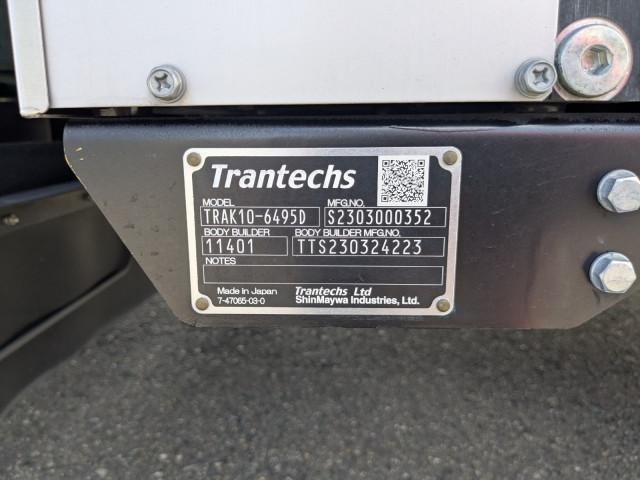 Trantechs
MODEL MFG.NO.
TRAK10-6495D S2303000352
BODY BUILDER BODY BUILDER MFG.NO.
11401 TTS230324223
NOTES
Made in Japan Trantechs Ltd
7-47065-03-0 ShinMaywa Industries, Ltd.